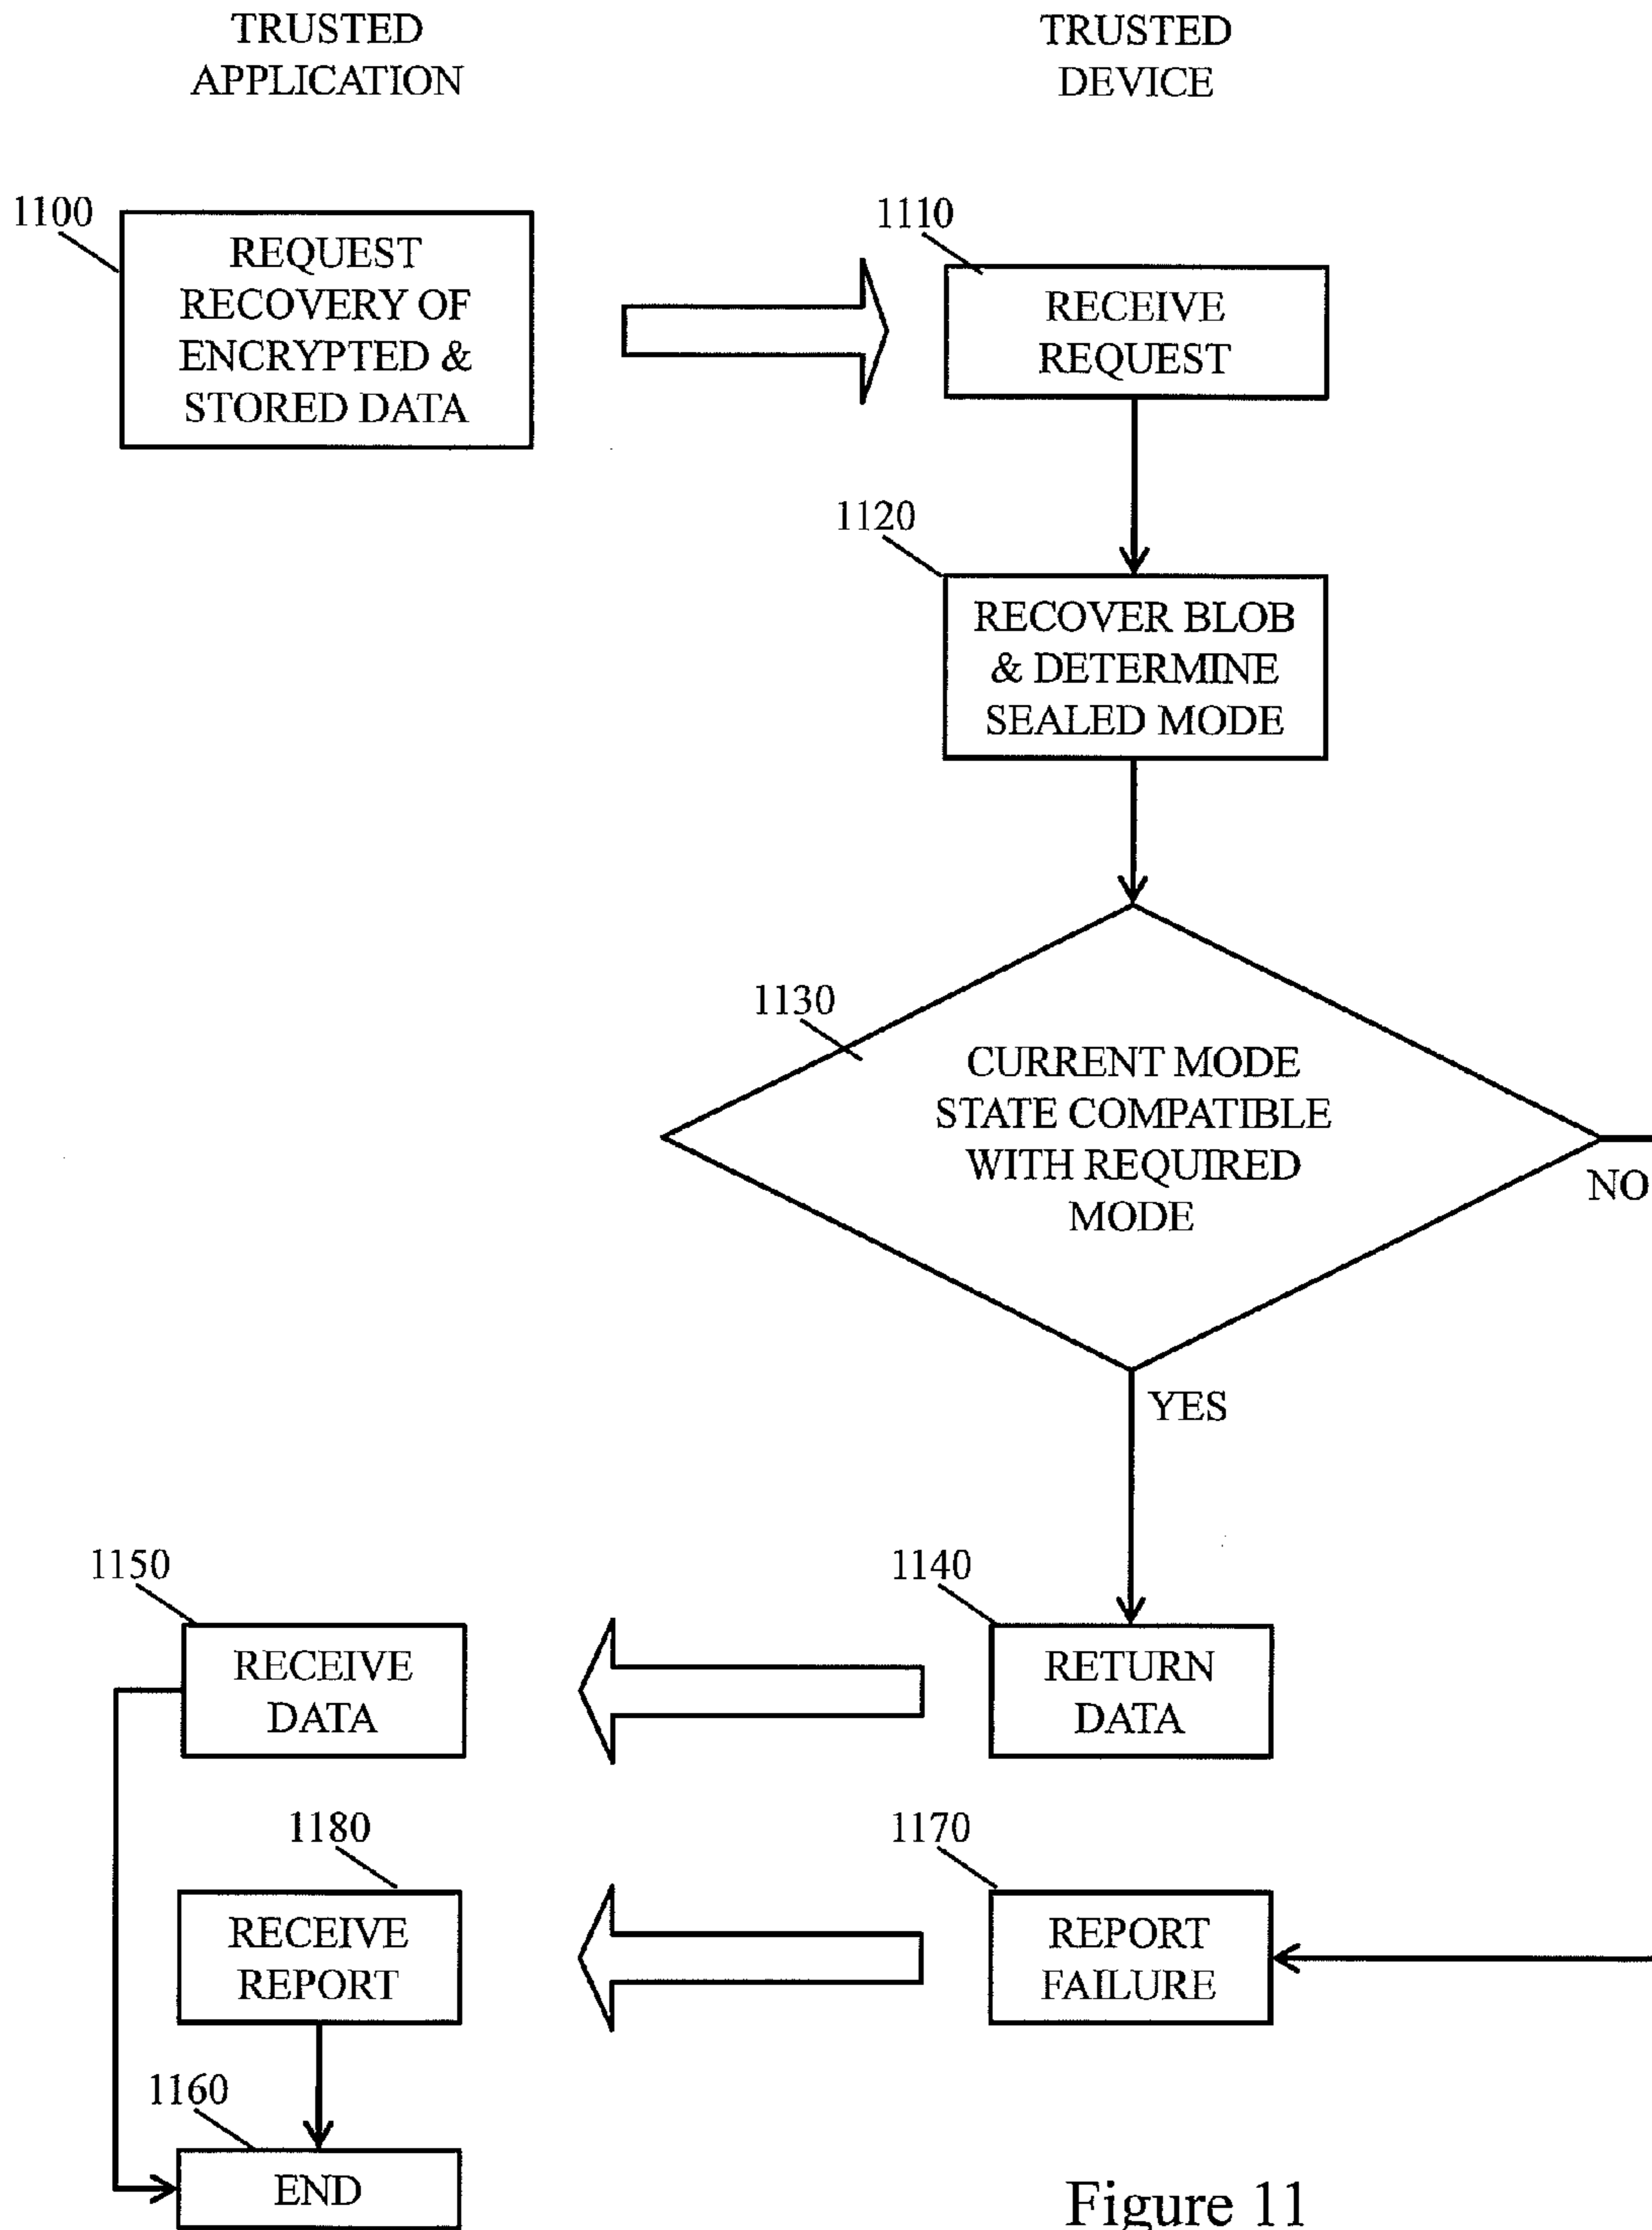 TRUSTED
APPLICATION
TRUSTED
DEVICE
1100
REQUEST
RECOVERY OF
ENCRYPTED &
STORED DATA
1110
RECEIVE
REQUEST
1120
RECOVER BLOB
& DETERMINE
SEALED MODE
1130
CURRENT MODE
STATE COMPATIBLE
WITH REQUIRED
MODE
NO
YES
1150
RECEIVE
DATA
1140
RETURN
DATA
1180
RECEIVE
REPORT
1170
REPORT
FAILURE
1160
END
Figure 11